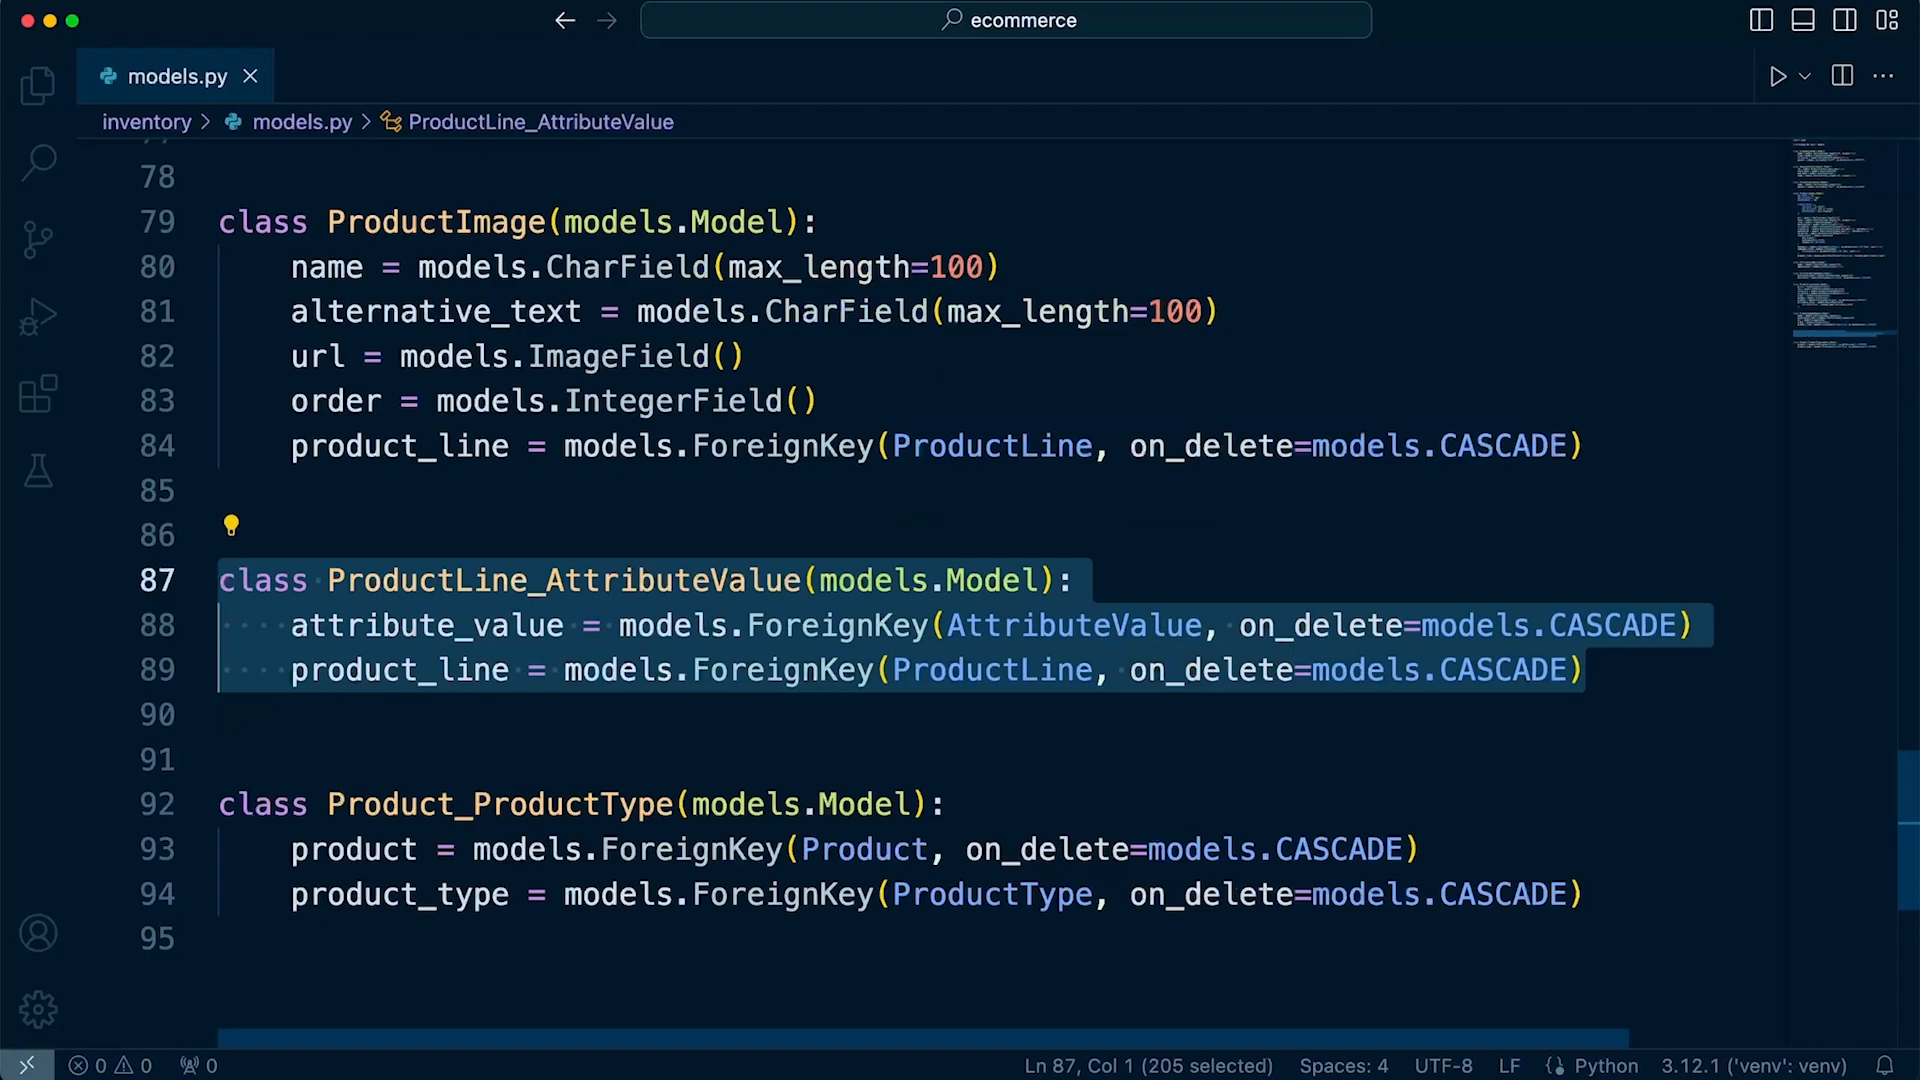 ecommerce
models.py
inventory > models.py > ProductLine_AttributeValue
78
79 class ProductImage(models.Model):
80     name = models.CharField(max_length=100)
81     alternative_text = models.CharField(max_length=100)
82     url = models.ImageField()
83     order = models.IntegerField()
84     product_line = models.ForeignKey(ProductLine, on_delete=models.CASCADE)
85
86
87 class ProductLine_AttributeValue(models.Model):
88     attribute_value = models.ForeignKey(AttributeValue, on_delete=models.CASCADE)
89     product_line = models.ForeignKey(ProductLine, on_delete=models.CASCADE)
90
91
92 class Product_ProductType(models.Model):
93     product = models.ForeignKey(Product, on_delete=models.CASCADE)
94     product_type = models.ForeignKey(ProductType, on_delete=models.CASCADE)
95
0 0 0 Ln 87, Col 1 (205 selected) Spaces: 4 UTF-8 LF Python 3.12.1 ('venv': venv)